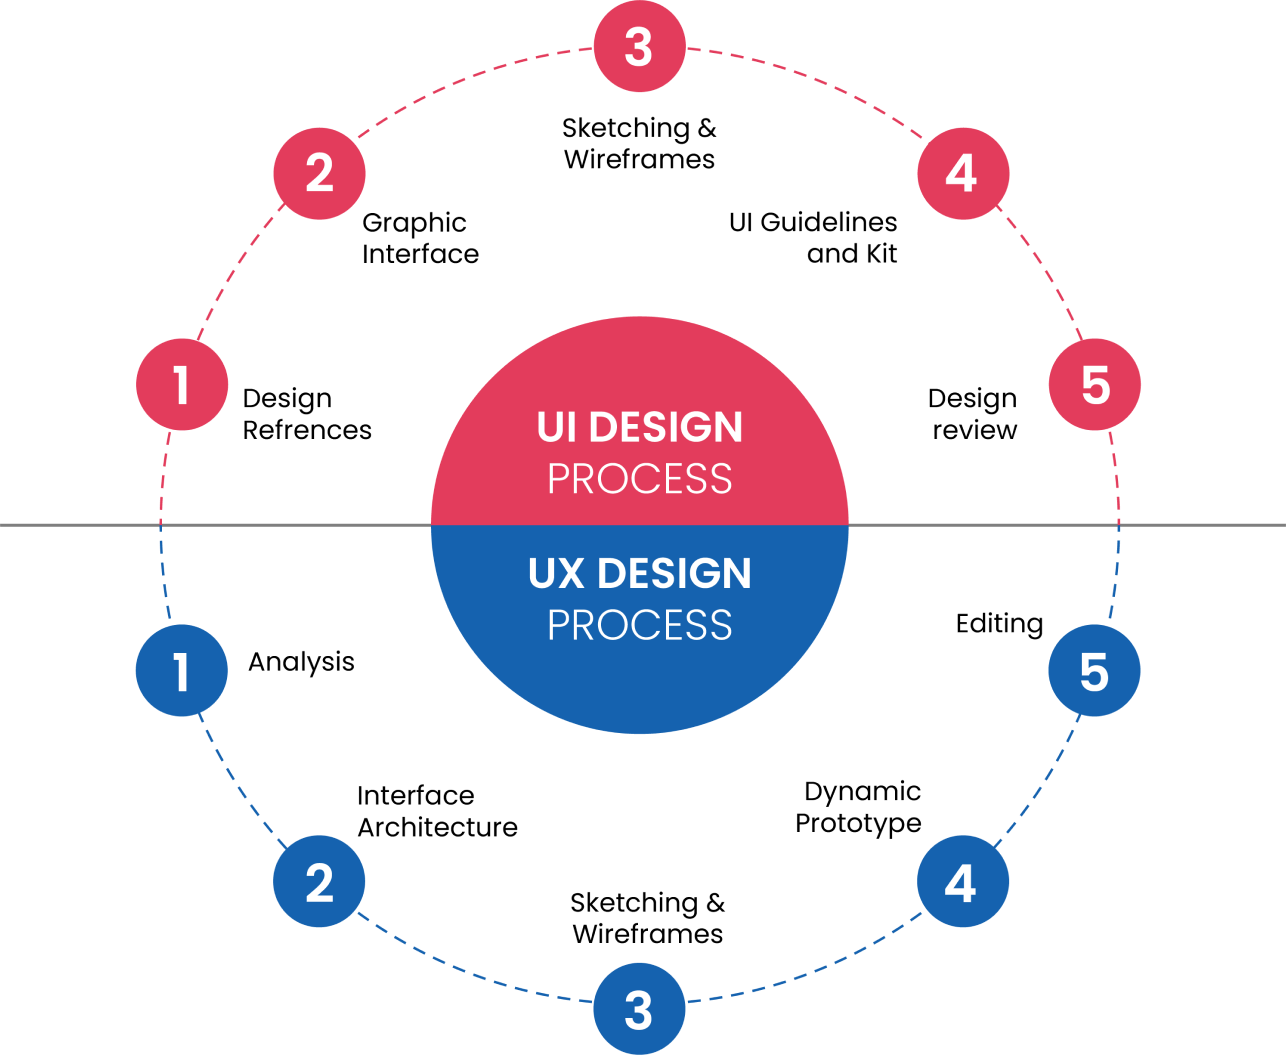 3
Sketching &
Wireframes
2
Graphic
Interface
4
UI Guidelines
and Kit
1
Design
Refrences
5
Design
review
UI DESIGN
PROCESS
UX DESIGN
PROCESS
1
Analysis
Editing
5
2
Interface
Architecture
Dynamic
Prototype
4
Sketching &
Wireframes
3